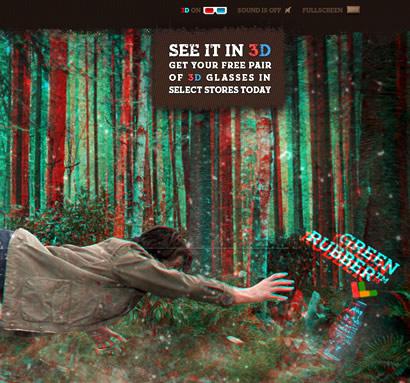 3D ON SOUND IS OFF FULLSCREEN
SEE IT IN 3D
GET YOUR FREE PAIR
OF 3D GLASSES IN
SELECT STORES TODAY
GREEN
RUBBER™